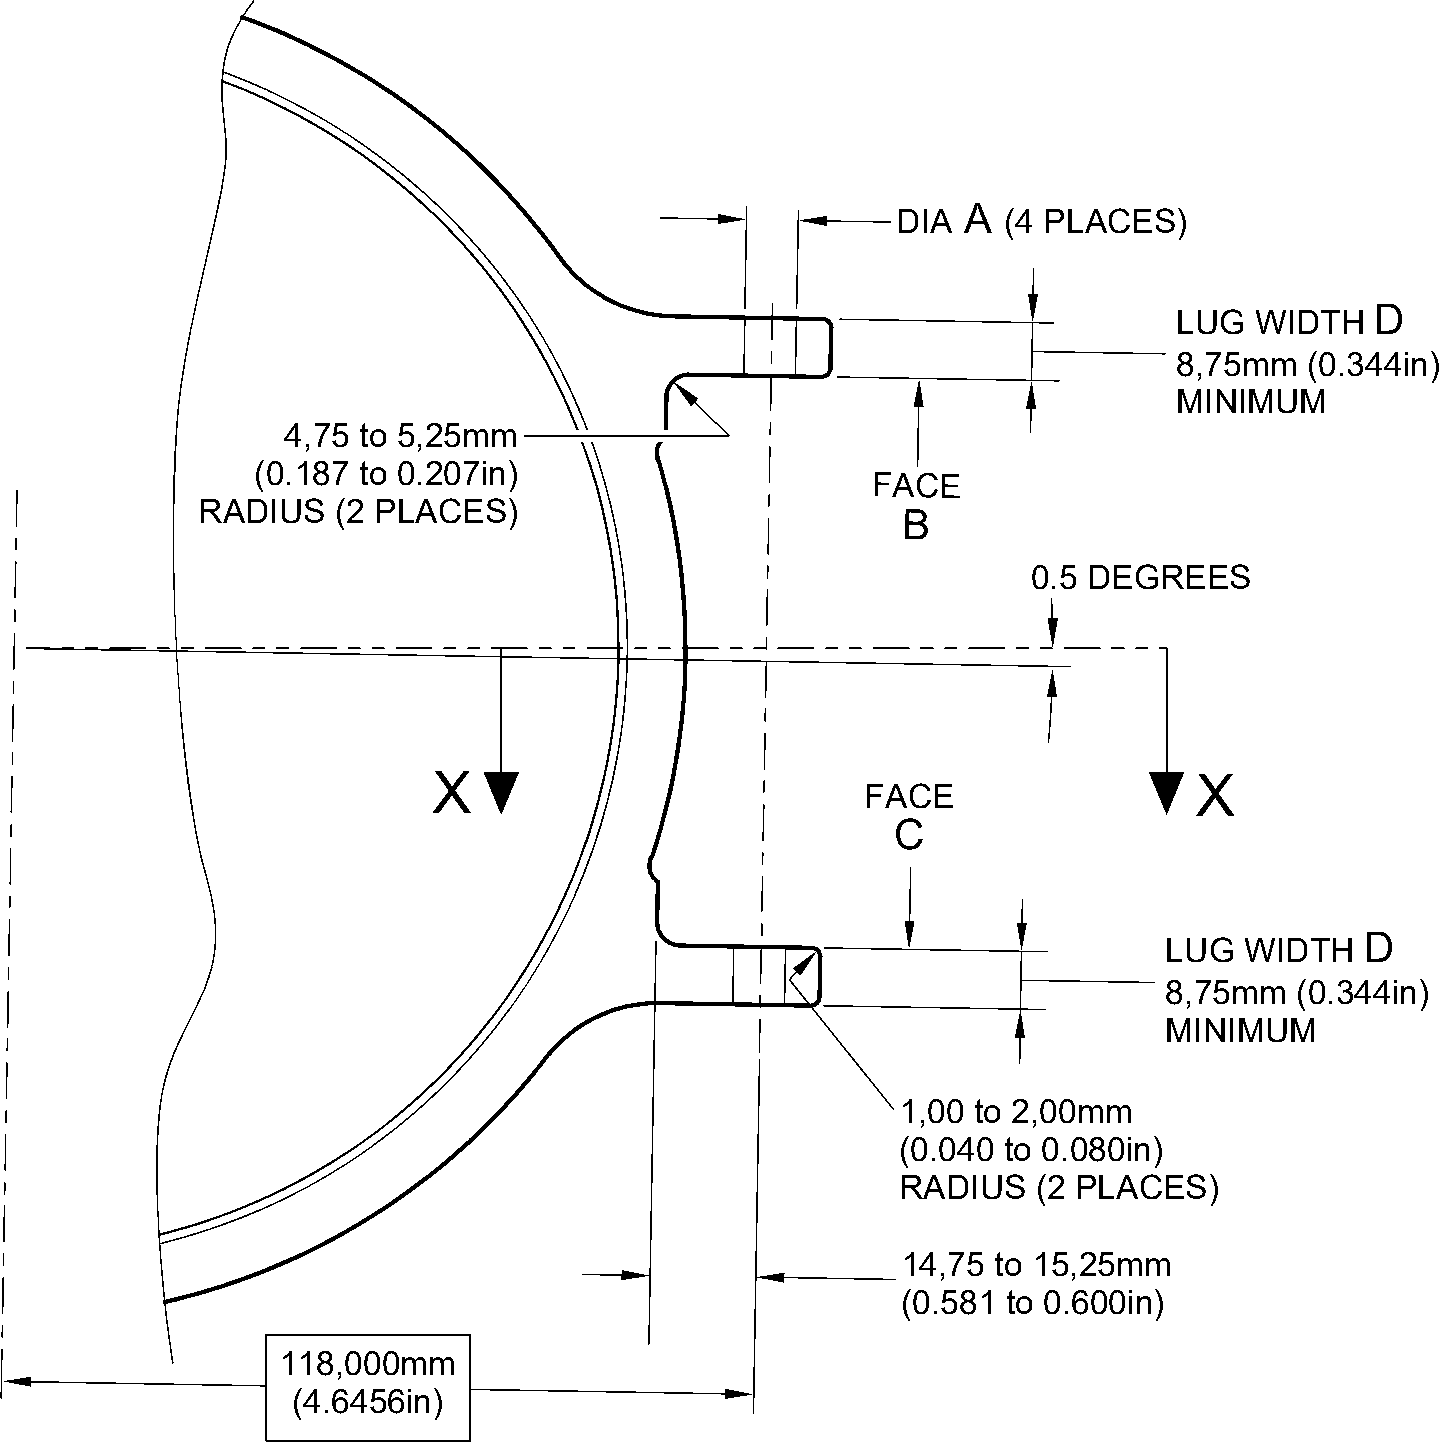 DIA A (4 PLACES)
LUG WIDTH D
8,75mm (0.344in)
MINIMUM
4,75 to 5,25mm
(0.187 to 0.207in)
RADIUS (2 PLACES)
FACE
B
0.5 DEGREES
X
X
FACE
C
LUG WIDTH D
8,75mm (0.344in)
MINIMUM
1,00 to 2,00mm
(0.040 to 0.080in)
RADIUS (2 PLACES)
14,75 to 15,25mm
(0.581 to 0.600in)
118,000mm
(4.6456in)